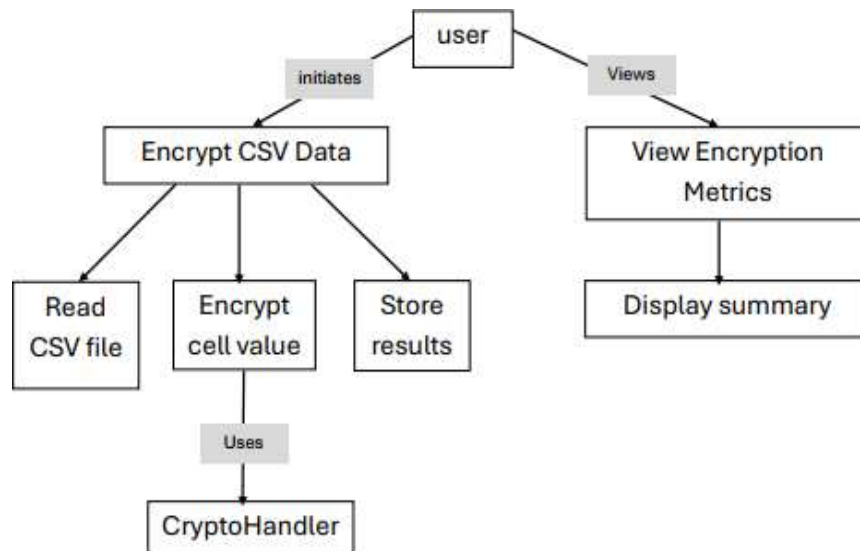 user
initiates
Views
Encrypt CSV Data
View Encryption
Metrics
Read
CSV file
Encrypt
cell value
Store
results
Display summary
Uses
CryptoHandler